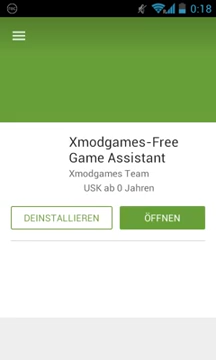 0:18
Xmodgames-Free
Game Assistant
Xmodgames Team
USK ab 0 Jahren
DEINSTALLIEREN
ÖFFNEN